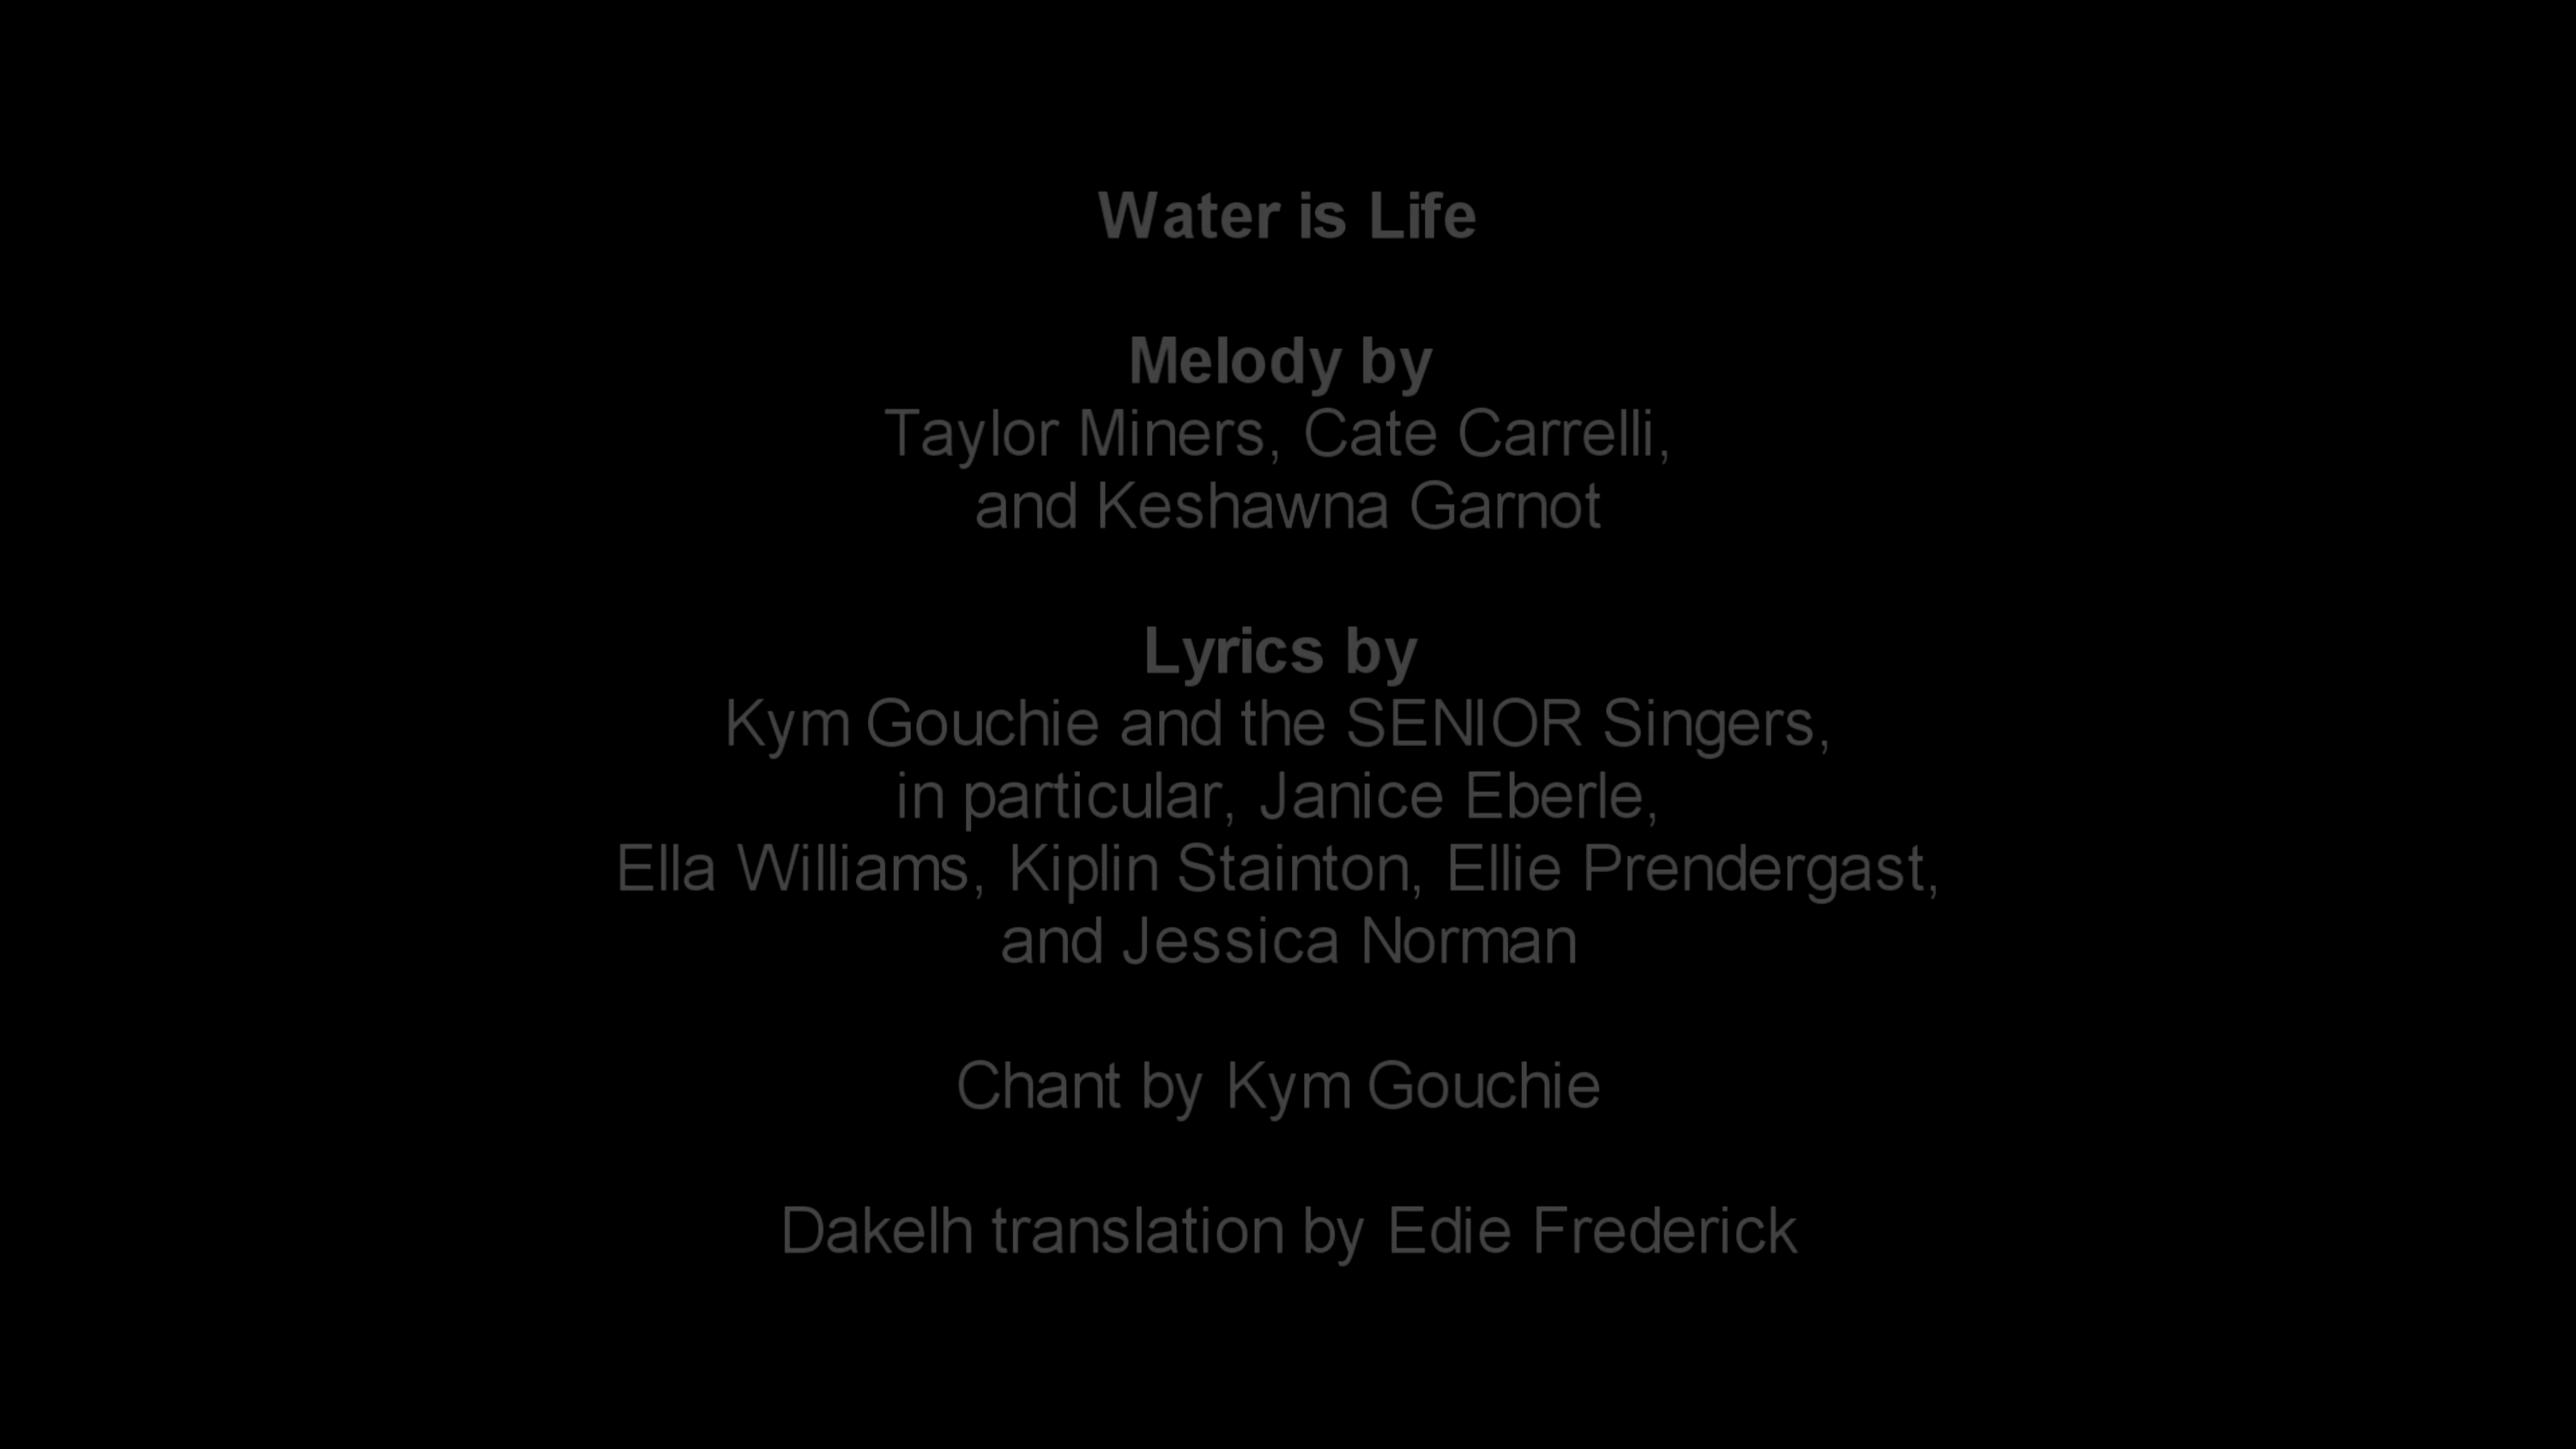 Water is Life
Melody by
Taylor Miners, Cate Carrelli,
and Keshawna Garnot
Lyrics by
Kym Gouchie and the SENIOR Singers,
in particular, Janice Eberle,
Ella Williams, Kiplin Stainton, Ellie Prendergast,
and Jessica Norman
Chant by Kym Gouchie
Dakelh translation by Edie Frederick